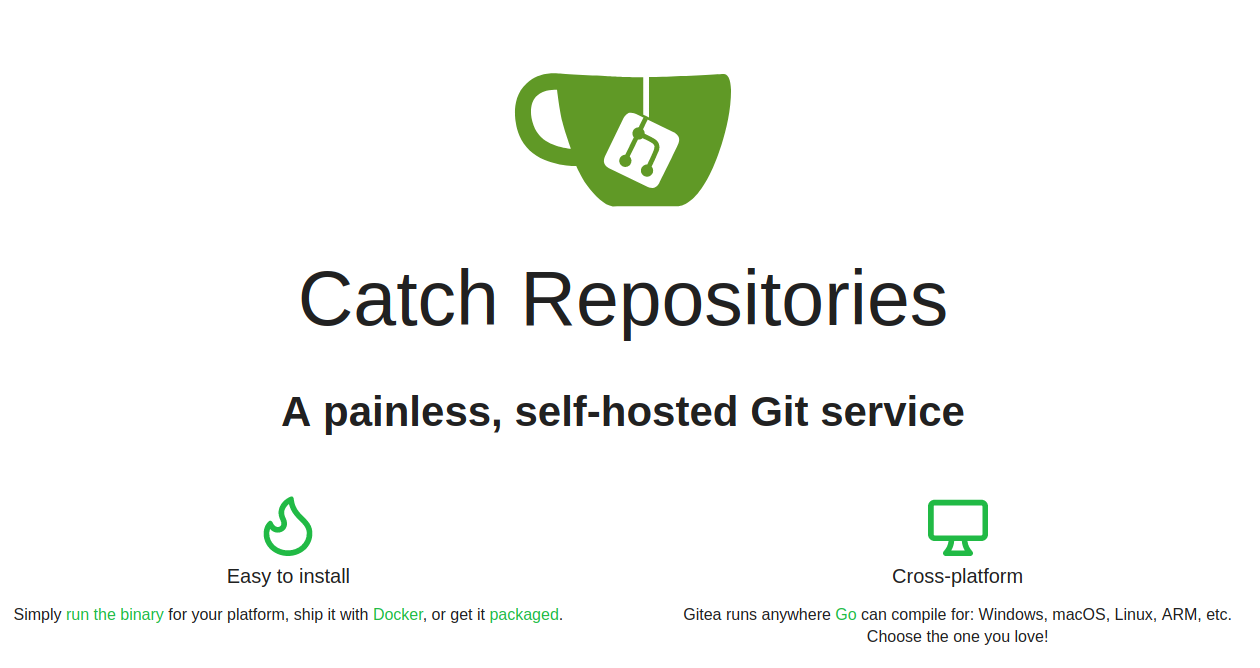 Catch Repositories
A painless, self-hosted Git service
Easy to install
Simply run the binary for your platform, ship it with Docker, or get it packaged.
Cross-platform
Gitea runs anywhere Go can compile for: Windows, macOS, Linux, ARM, etc.
Choose the one you love!